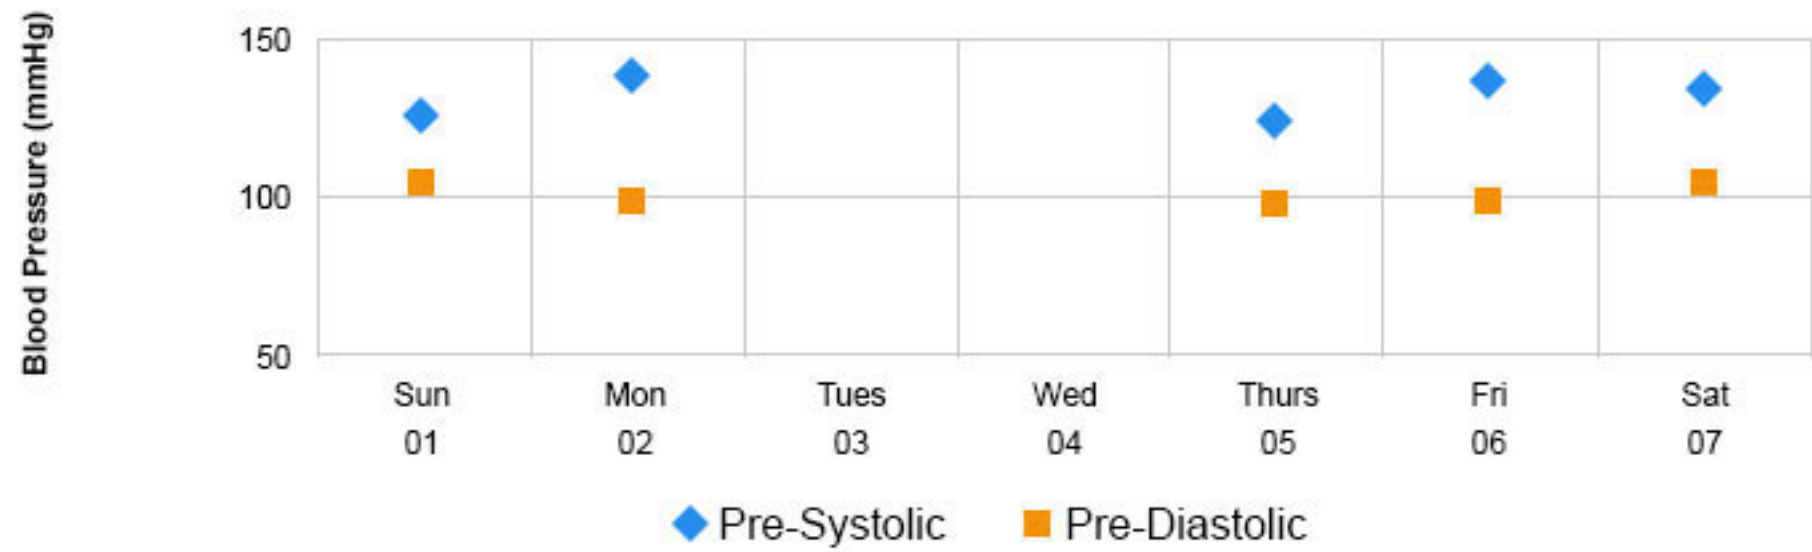 Blood Pressure (mmHg)
150
100
50
Sun Mon Tues Wed Thurs Fri Sat
01 02 03 04 05 06 07
Pre-Systolic Pre-Diastolic